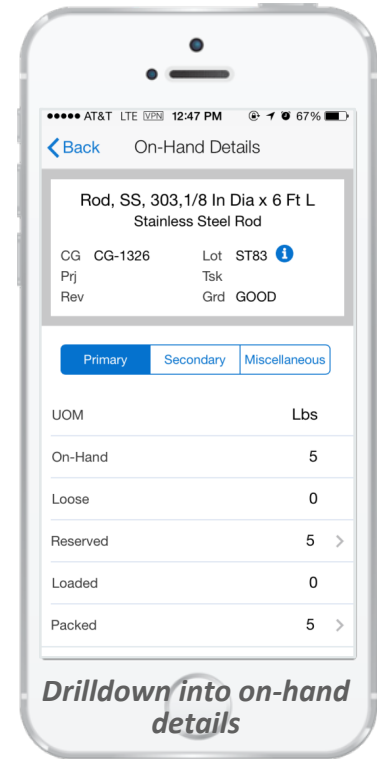 ●●●●● AT&T LTE VPN 12:47 PM 67%
Back On-Hand Details
Rod, SS, 303,1/8 In Dia x 6 Ft L
Stainless Steel Rod
CG CG-1326 Lot ST83 i
Prj Tsk
Rev Grd GOOD
Primary Secondary Miscellaneous
UOM Lbs
On-Hand 5
Loose 0
Reserved 5
Loaded 0
Packed 5
Drilldown into on-hand
details